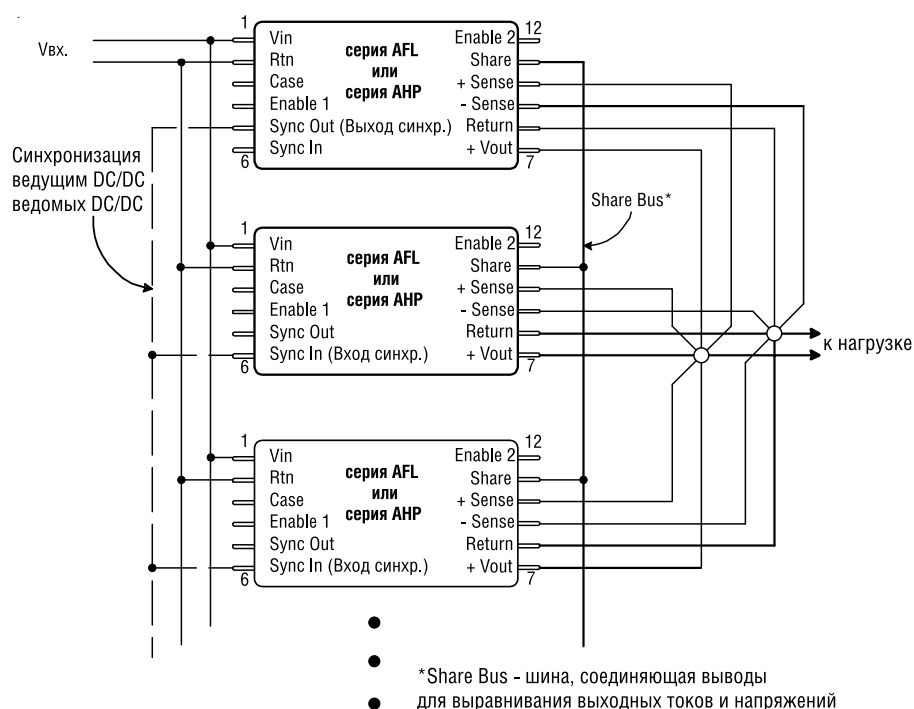 Vвх.
1
Vin
Rtn
Case
Enable 1
Sync Out (Выход синхр.)
Sync In
6
серия AFL
или
серия AHP
12
Enable 2
Share
+ Sense
- Sense
Return
+ Vout
7
Синхронизация
ведущим DC/DC
ведомых DC/DC
Share Bus*
1
Vin
Rtn
Case
Enable 1
Sync Out
Sync In (Вход синхр.)
6
серия AFL
или
серия AHP
12
Enable 2
Share
+ Sense
- Sense
Return
+ Vout
7
к нагрузке
1
Vin
Rtn
Case
Enable 1
Sync Out
Sync In (Вход синхр.)
6
серия AFL
или
серия AHP
12
Enable 2
Share
+ Sense
- Sense
Return
+ Vout
7
*Share Bus - шина, соединяющая выводы
для выравнивания выходных токов и напряжений